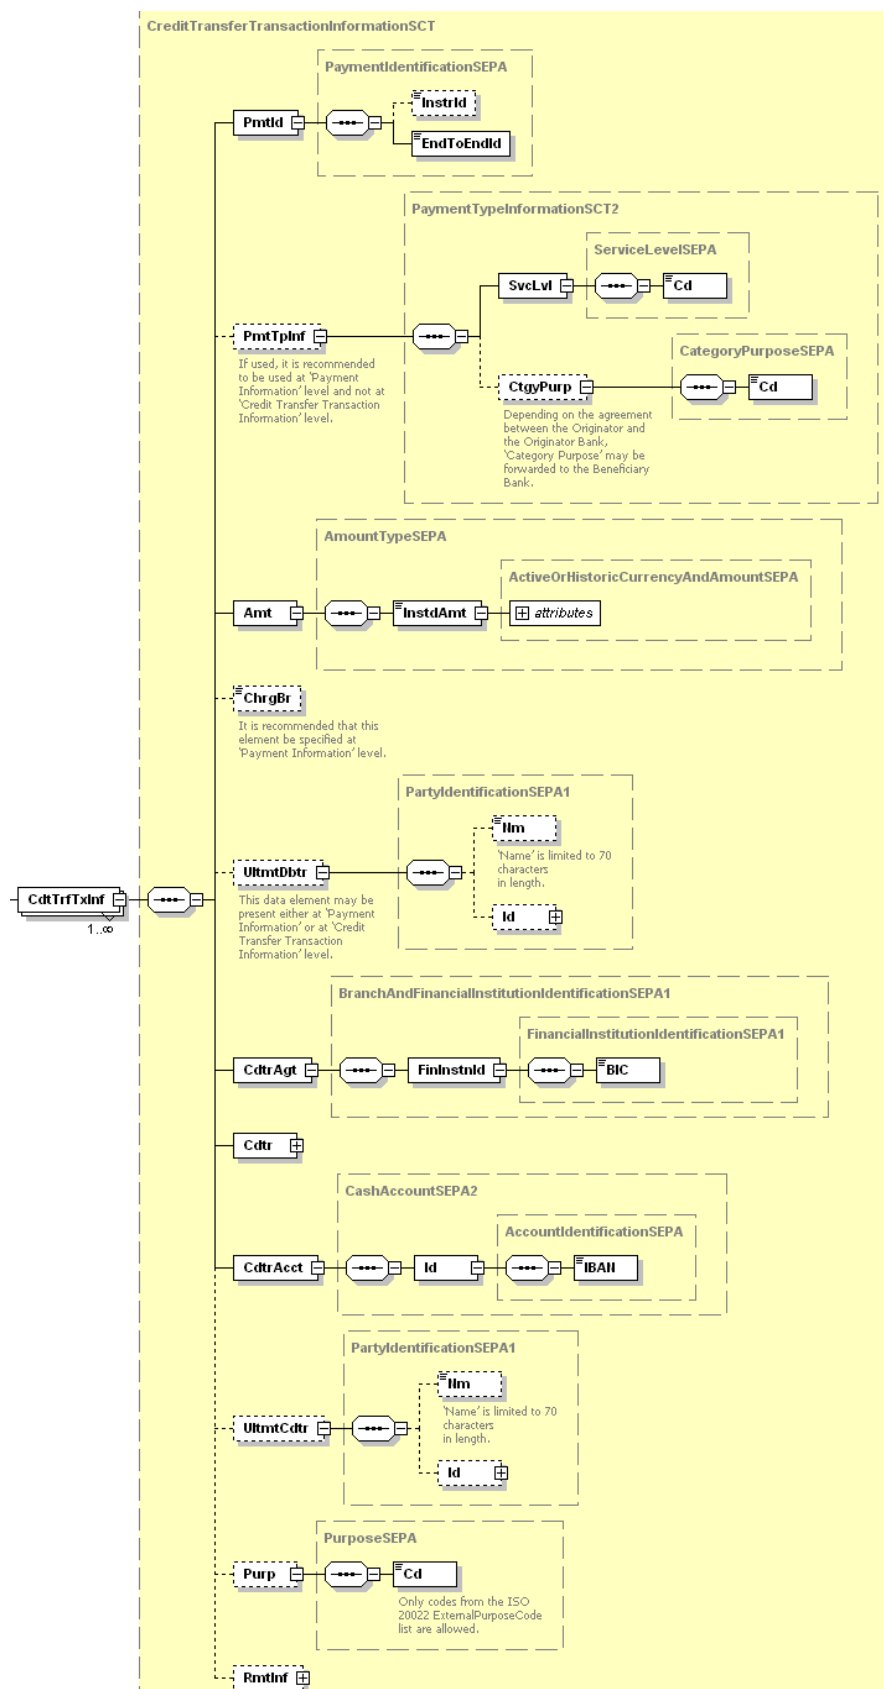 CreditTransferTransactionInformationSCT
PaymentIdentificationSEPA
InstrId
PmtId
EndToEndId
PaymentTypeInformationSCT2
ServiceLevelSEPA
SvcLvl
Cd
PmtTpInf
If used, it is recommended
to be used at 'Payment
Information' level and not at
'Credit Transfer Transaction
Information' level.
CategoryPurposeSEPA
CtgyPurp
Cd
Depending on the agreement
between the Originator and
the Originator Bank,
'Category Purpose' may be
forwarded to the Beneficiary
Bank.
AmountTypeSEPA
ActiveOrHistoricCurrencyAndAmountSEPA
Amt
InstdAmt
attributes
ChrgBr
It is recommended that this
element be specified at
'Payment Information' level.
PartyIdentificationSEPA1
Nm
'Name' is limited to 70
characters
in length.
UltmtDbtr
This data element may be
present either at 'Payment
Information' or at 'Credit
Transfer Transaction
Information' level.
Id
CdtTrfTxInf
1..∞
BranchAndFinancialInstitutionIdentificationSEPA1
FinancialInstitutionIdentificationSEPA1
CdtrAgt
FinInstnId
BIC
Cdtr
CashAccountSEPA2
AccountIdentificationSEPA
CdtrAcct
Id
IBAN
PartyIdentificationSEPA1
Nm
'Name' is limited to 70
characters
in length.
UltmtCdtr
Id
PurposeSEPA
Purp
Cd
Only codes from the ISO
20022 ExternalPurposeCode
list are allowed.
RmtInf